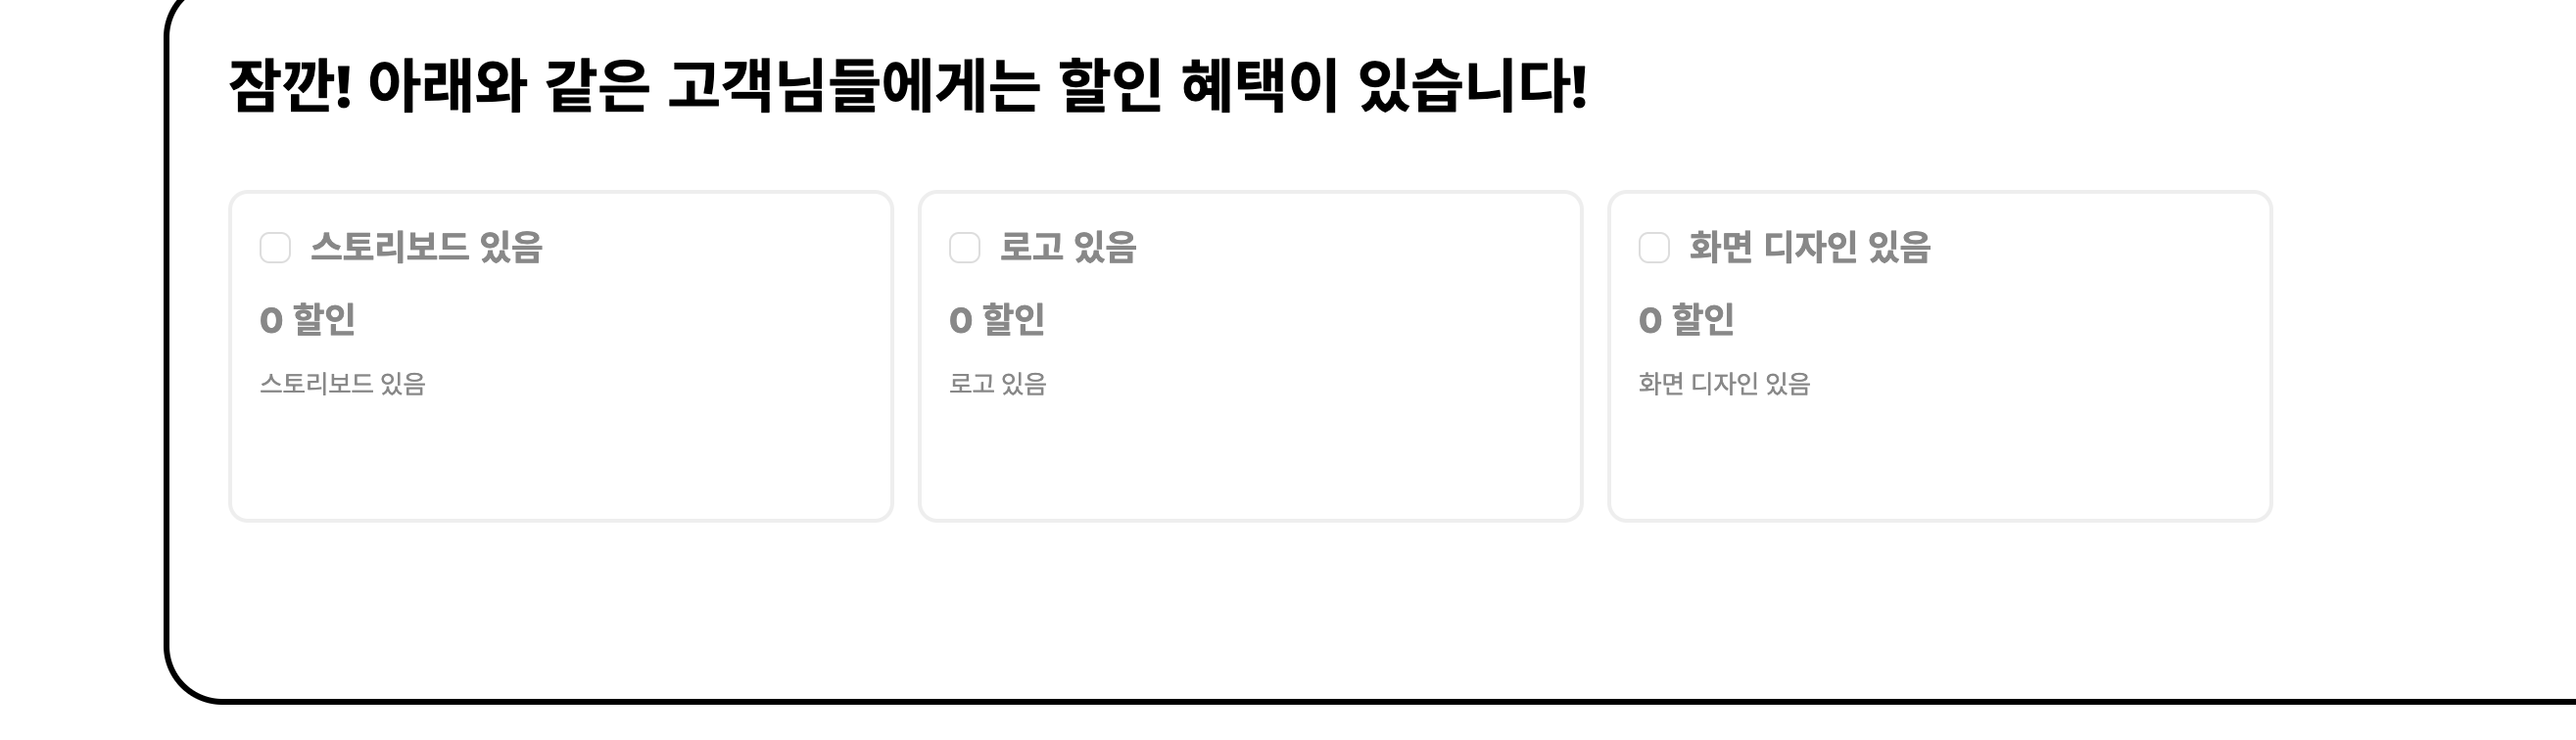 잠깐! 아래와 같은 고객님들에게는 할인 혜택이 있습니다!
스토리보드 있음
0 할인
스토리보드 있음
로고 있음
0 할인
로고 있음
화면 디자인 있음
0 할인
화면 디자인 있음